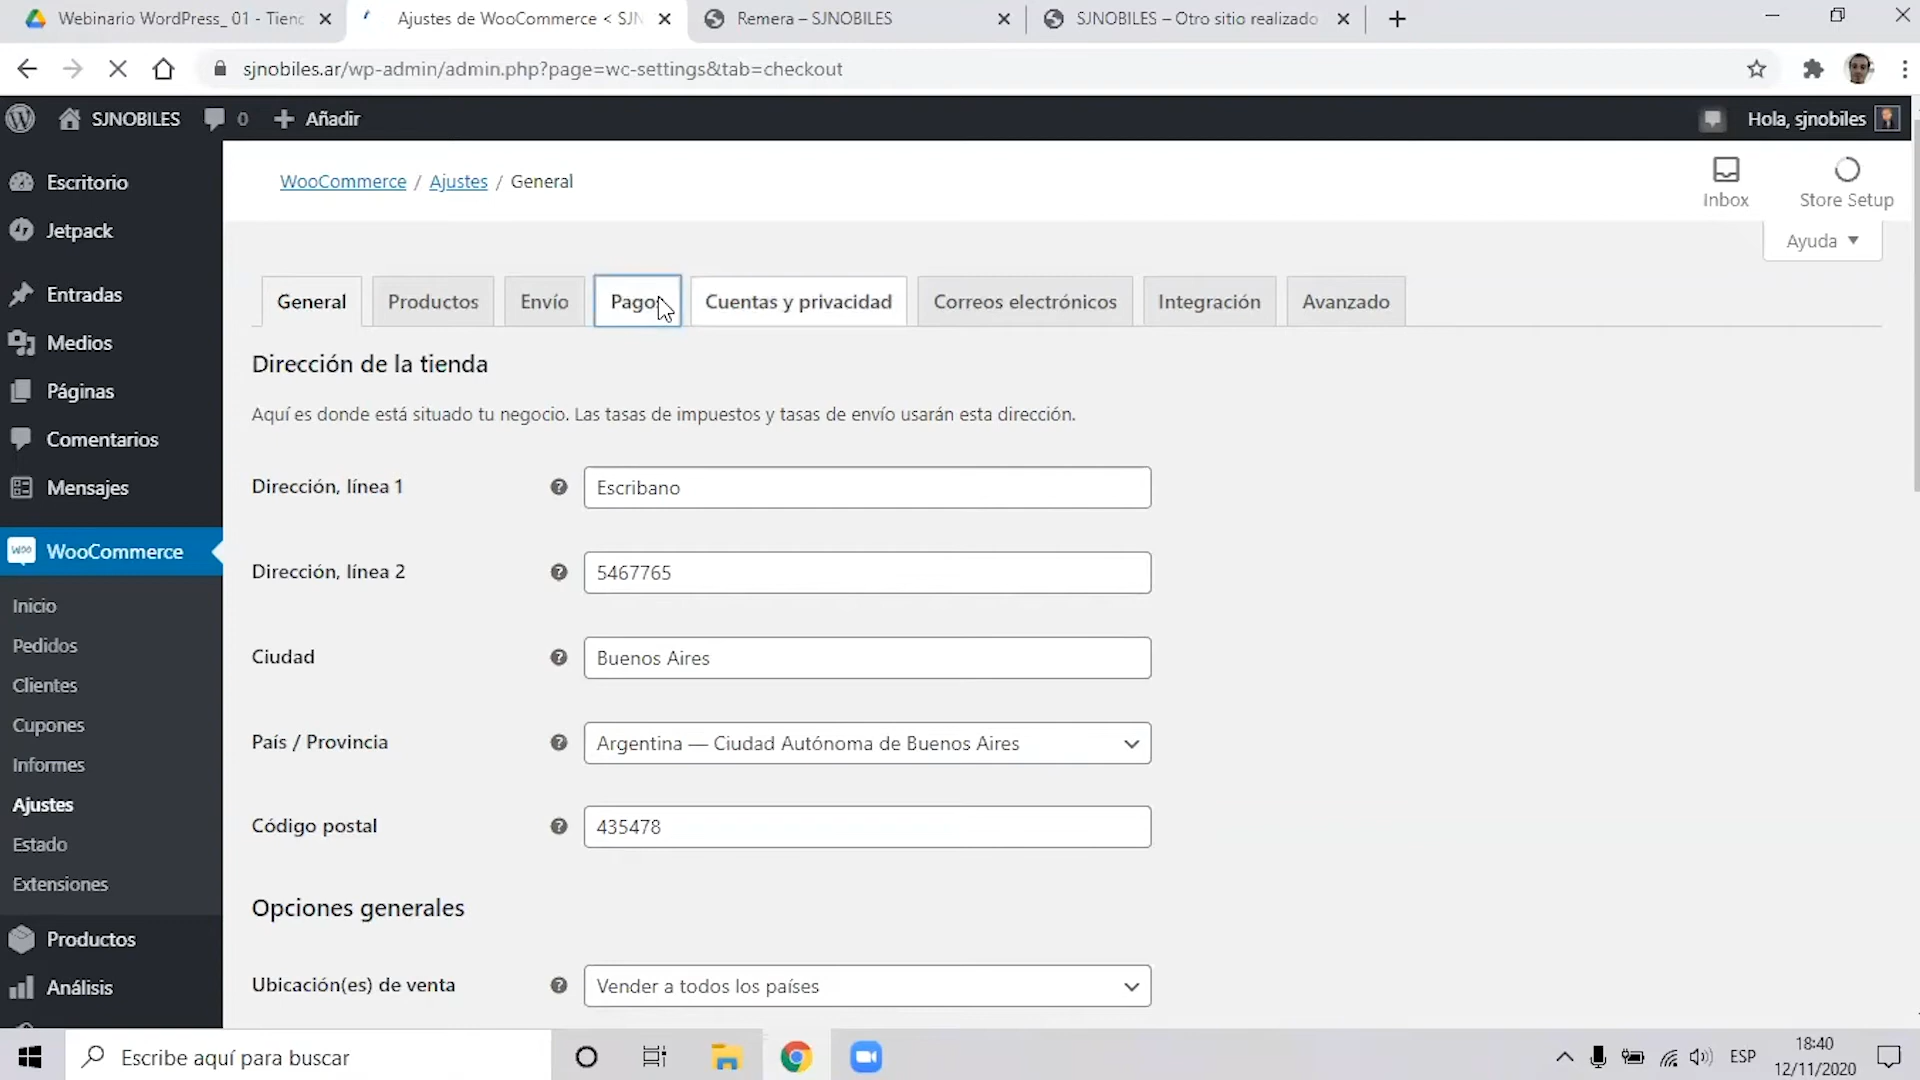 Webinario WordPress_ 01 - Tienc
Ajustes de WooCommerce < SJN
Remera – SJNOBILES
SJNOBILES – Otro sitio realizado
sjnobiles.ar/wp-admin/admin.php?page=wc-settings&tab=checkout
SJNOBILES
0
Añadir
Hola, sjnobiles
Escritorio
Jetpack
Entradas
Medios
Páginas
Comentarios
Mensajes
WOO
WooCommerce
Inicio
Pedidos
Clientes
Cupones
Informes
Ajustes
Estado
Extensiones
Productos
Análisis
WooCommerce / Ajustes / General
Inbox
Store Setup
Ayuda
General
Productos
Envío
Pagos
Cuentas y privacidad
Correos electrónicos
Integración
Avanzado
Dirección de la tienda
Aquí es donde está situado tu negocio. Las tasas de impuestos y tasas de envío usarán esta dirección.
Dirección, línea 1
Escribano
Dirección, línea 2
5467765
Ciudad
Buenos Aires
País / Provincia
Argentina — Ciudad Autónoma de Buenos Aires
Código postal
435478
Opciones generales
Ubicación(es) de venta
Vender a todos los países
Escribe aquí para buscar
ESP
18:40
12/11/2020